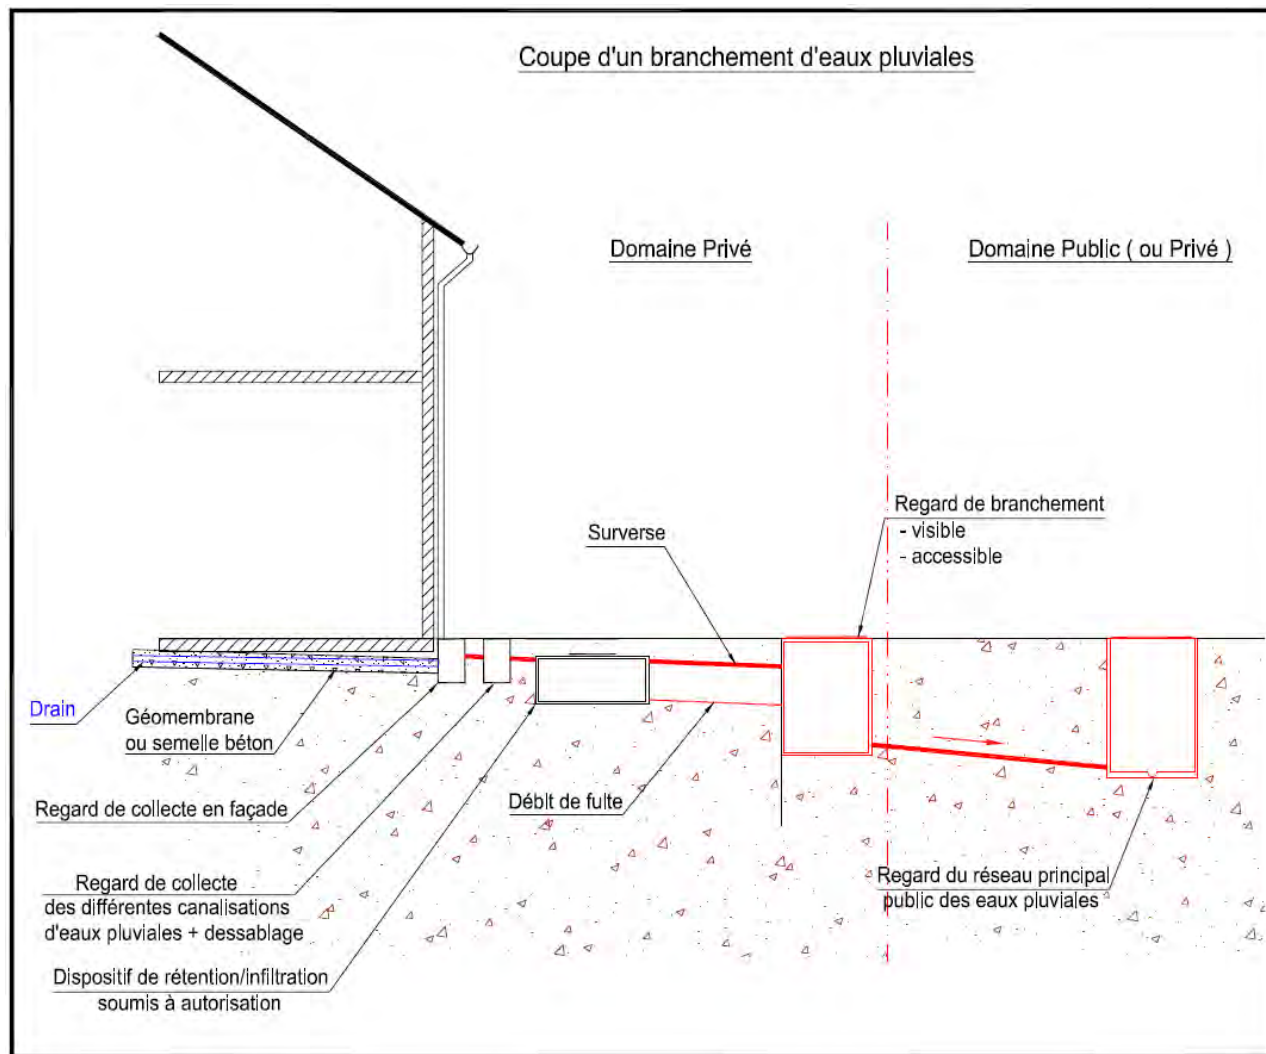 Coupe d'un branchement d'eaux pluviales
Domaine Privé
Domaine Public ( ou Privé )
Regard de branchement
- visible
- accessible
Surverse
Drain
Géomembrane
ou semelle béton
Débit de fuite
Regard de collecte en façade
Regard de collecte
des différentes canalisations
d'eaux pluviales + dessablage
Regard du réseau principal
public des eaux pluviales
Dispositif de rétention/infiltration
soumis à autorisation